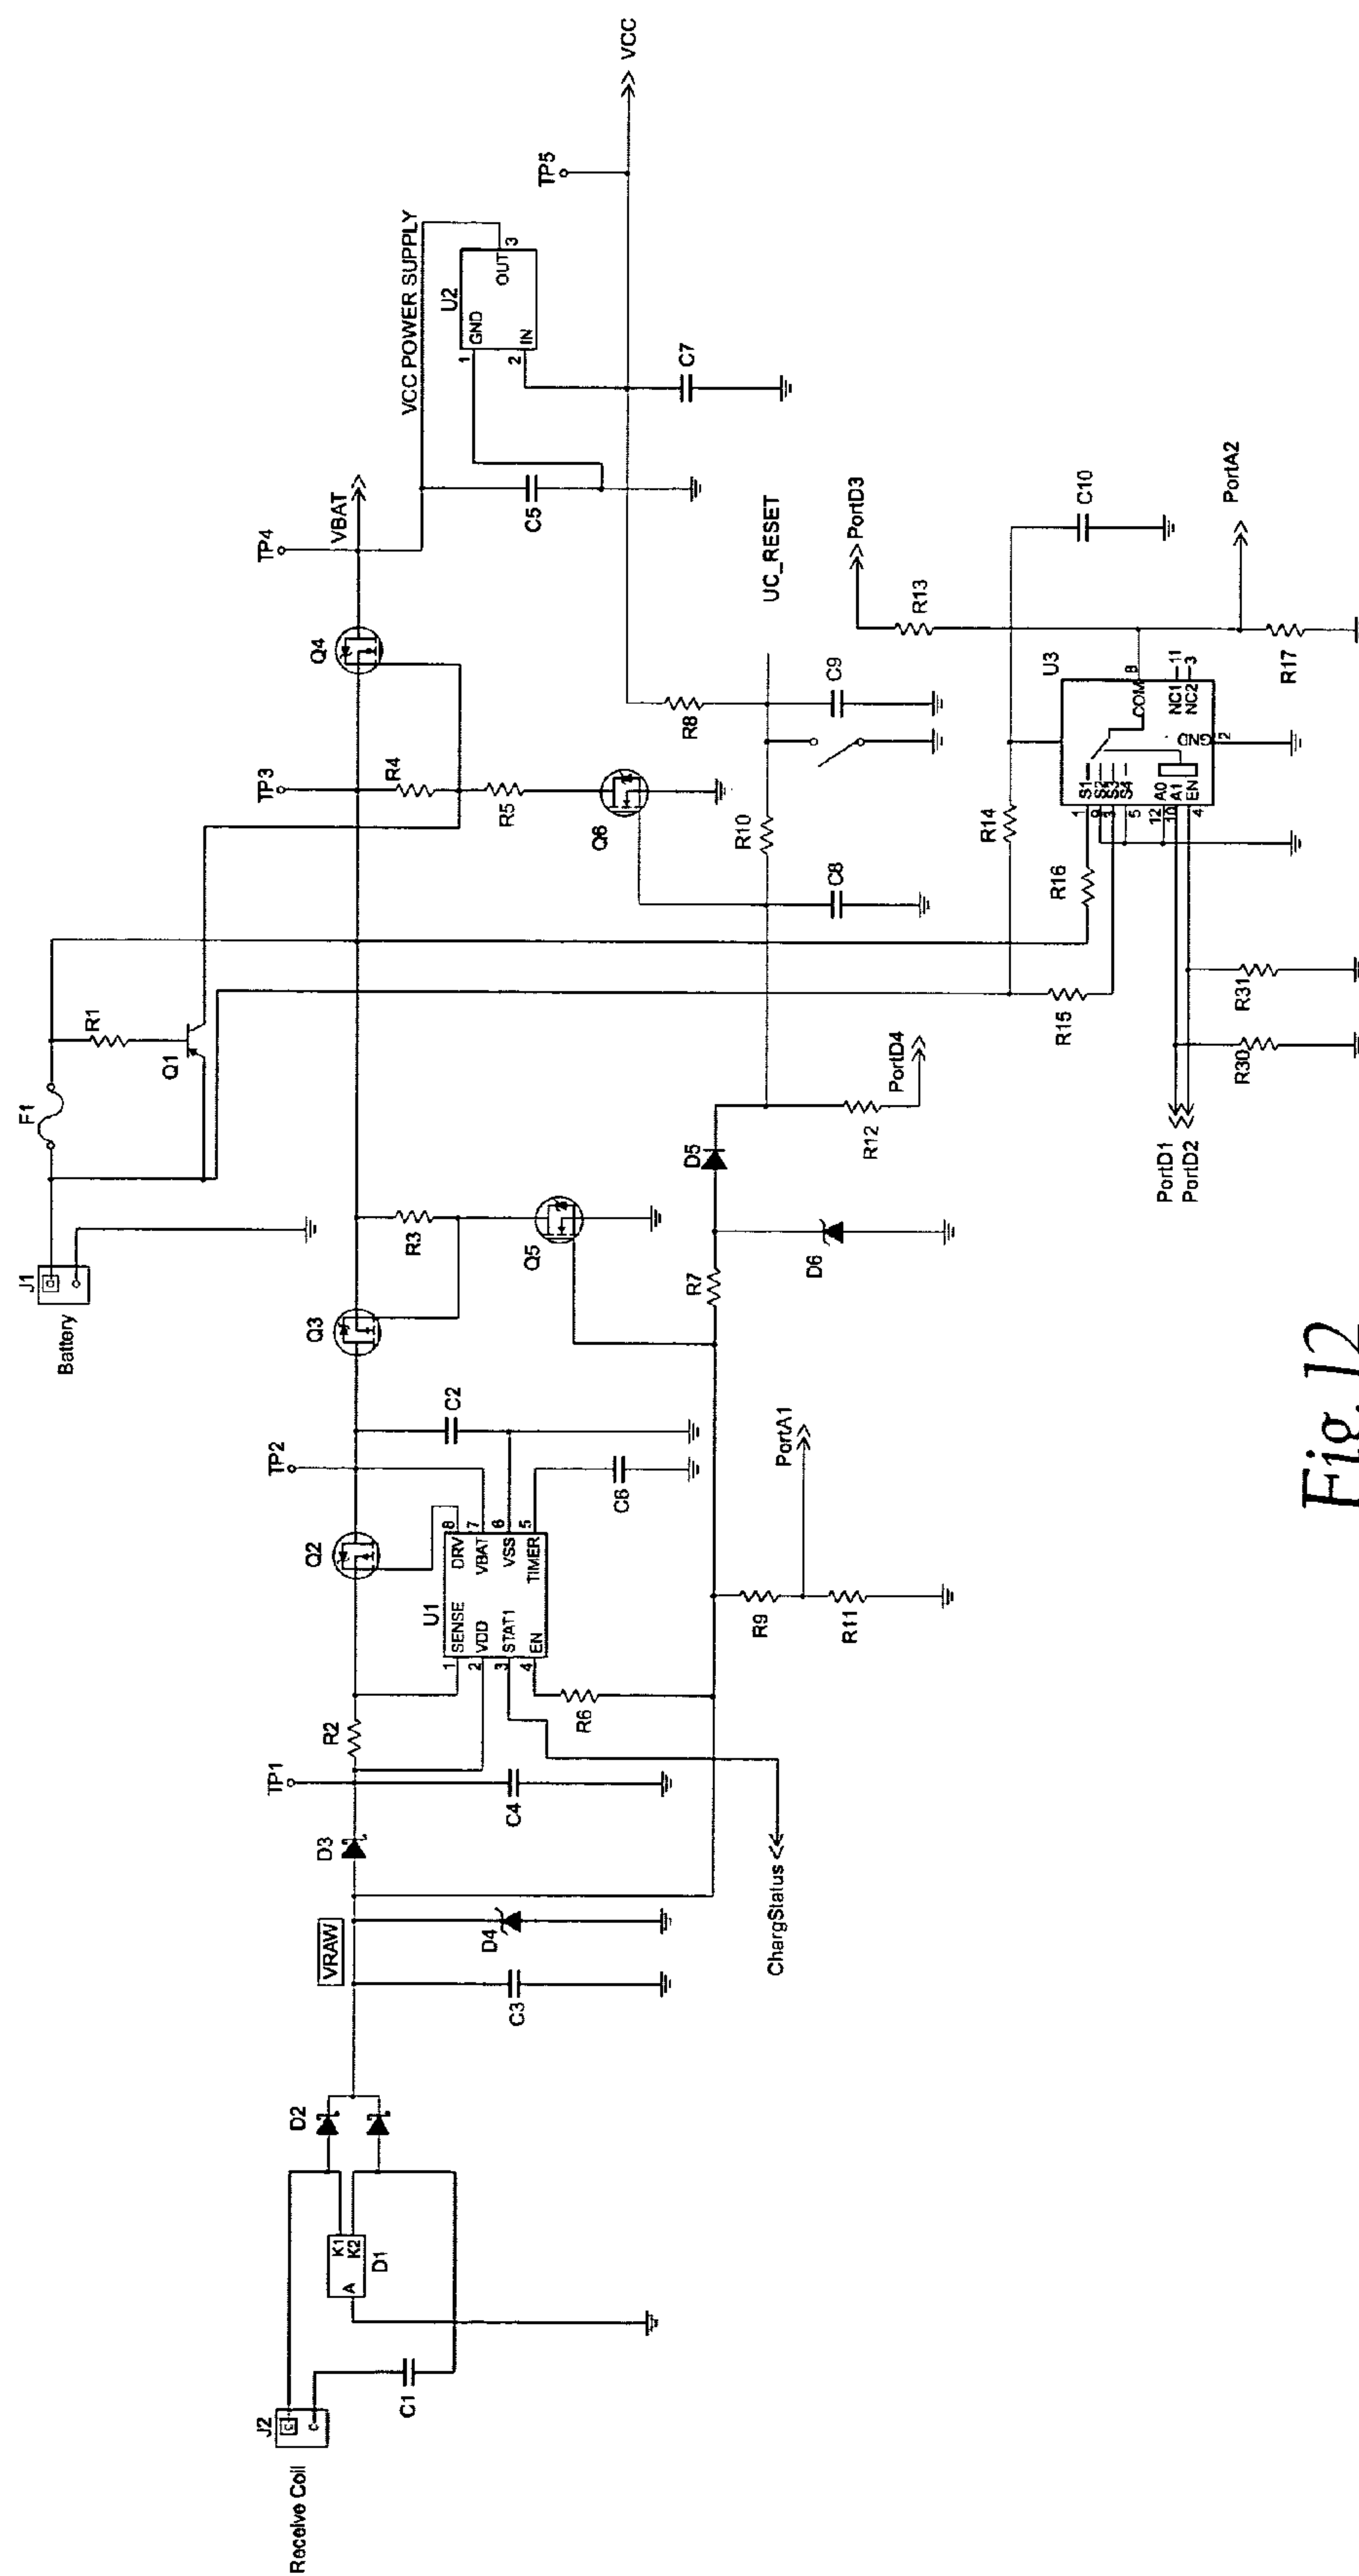 Receive Coil
J2
C1
K1
K2
A
D1
D2
VRAW
C3
D4
D3
TP1
C4
R2
ChargStatus
U1
1 SENSE
2 VDD
3 STAT1
4 EN
DRV 8
VBAT 7
VSS 6
TIMER 5
R6
Q2
TP2
C2
C6
R9
R11
PortA1
Q3
R3
Q5
R7
D6
D5
R12
PortD4
Battery
J1
F1
R1
Q1
TP3
R4
R5
Q6
Q4
TP4
VBAT
R10
C8
R8
C9
UC_RESET
VCC POWER SUPPLY
U2
1 GND
2 IN
OUT 3
C5
C7
TP5
VCC
PortD1
PortD2
R30
R31
R15
R16
R14
U3
1 S1
S2
S3
5 S4
12 A0
10 A1
4 EN
COM 8
NC1 11
NC2 3
GND
2
C10
PortD3
R13
PortA2
R17
Fig. 12